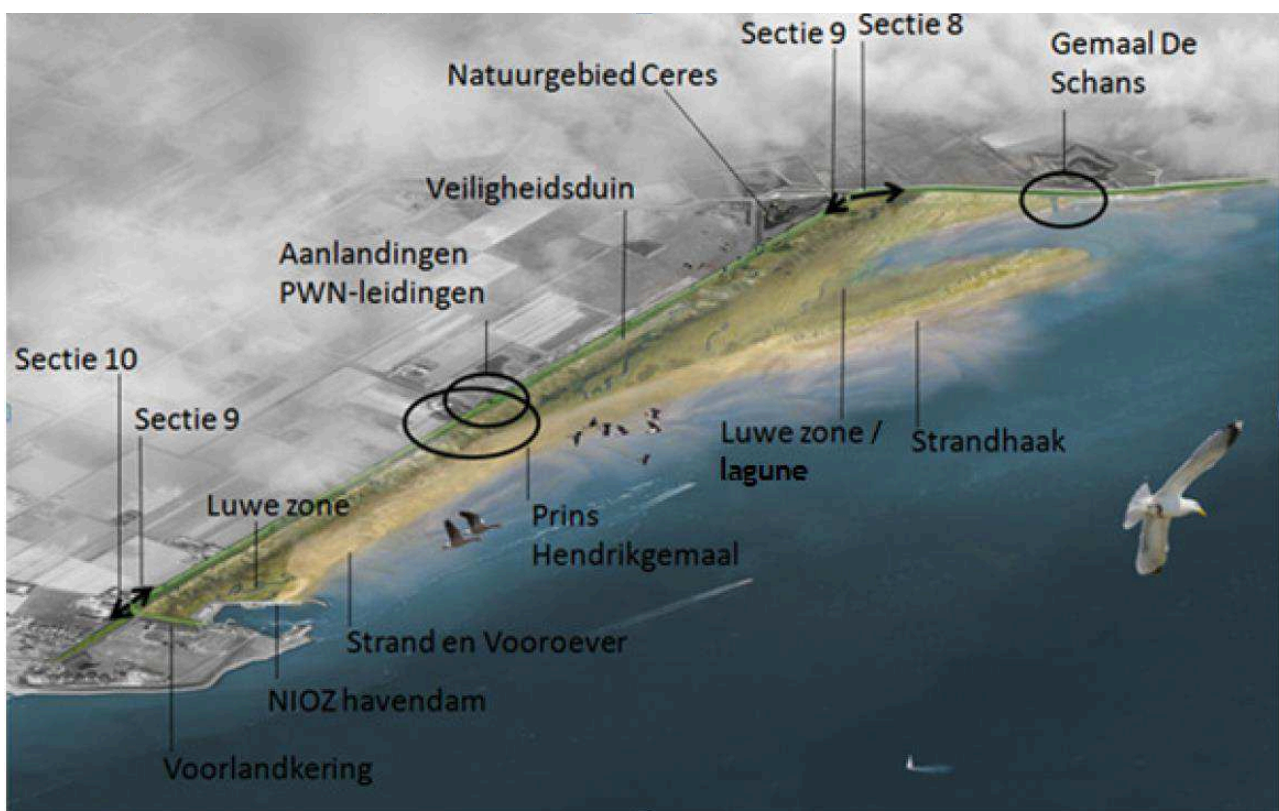 Sectie 9
Sectie 8
Gemaal De
Schans
Natuurgebied Ceres
Veiligheidsduin
Aanlandingen
PWN-leidingen
Sectie 10
Sectie 9
Luwe zone /
lagune
Strandhaak
Luwe zone
Prins
Hendrikgemaal
Strand en Vooroever
NIOZ havendam
Voorlandkering